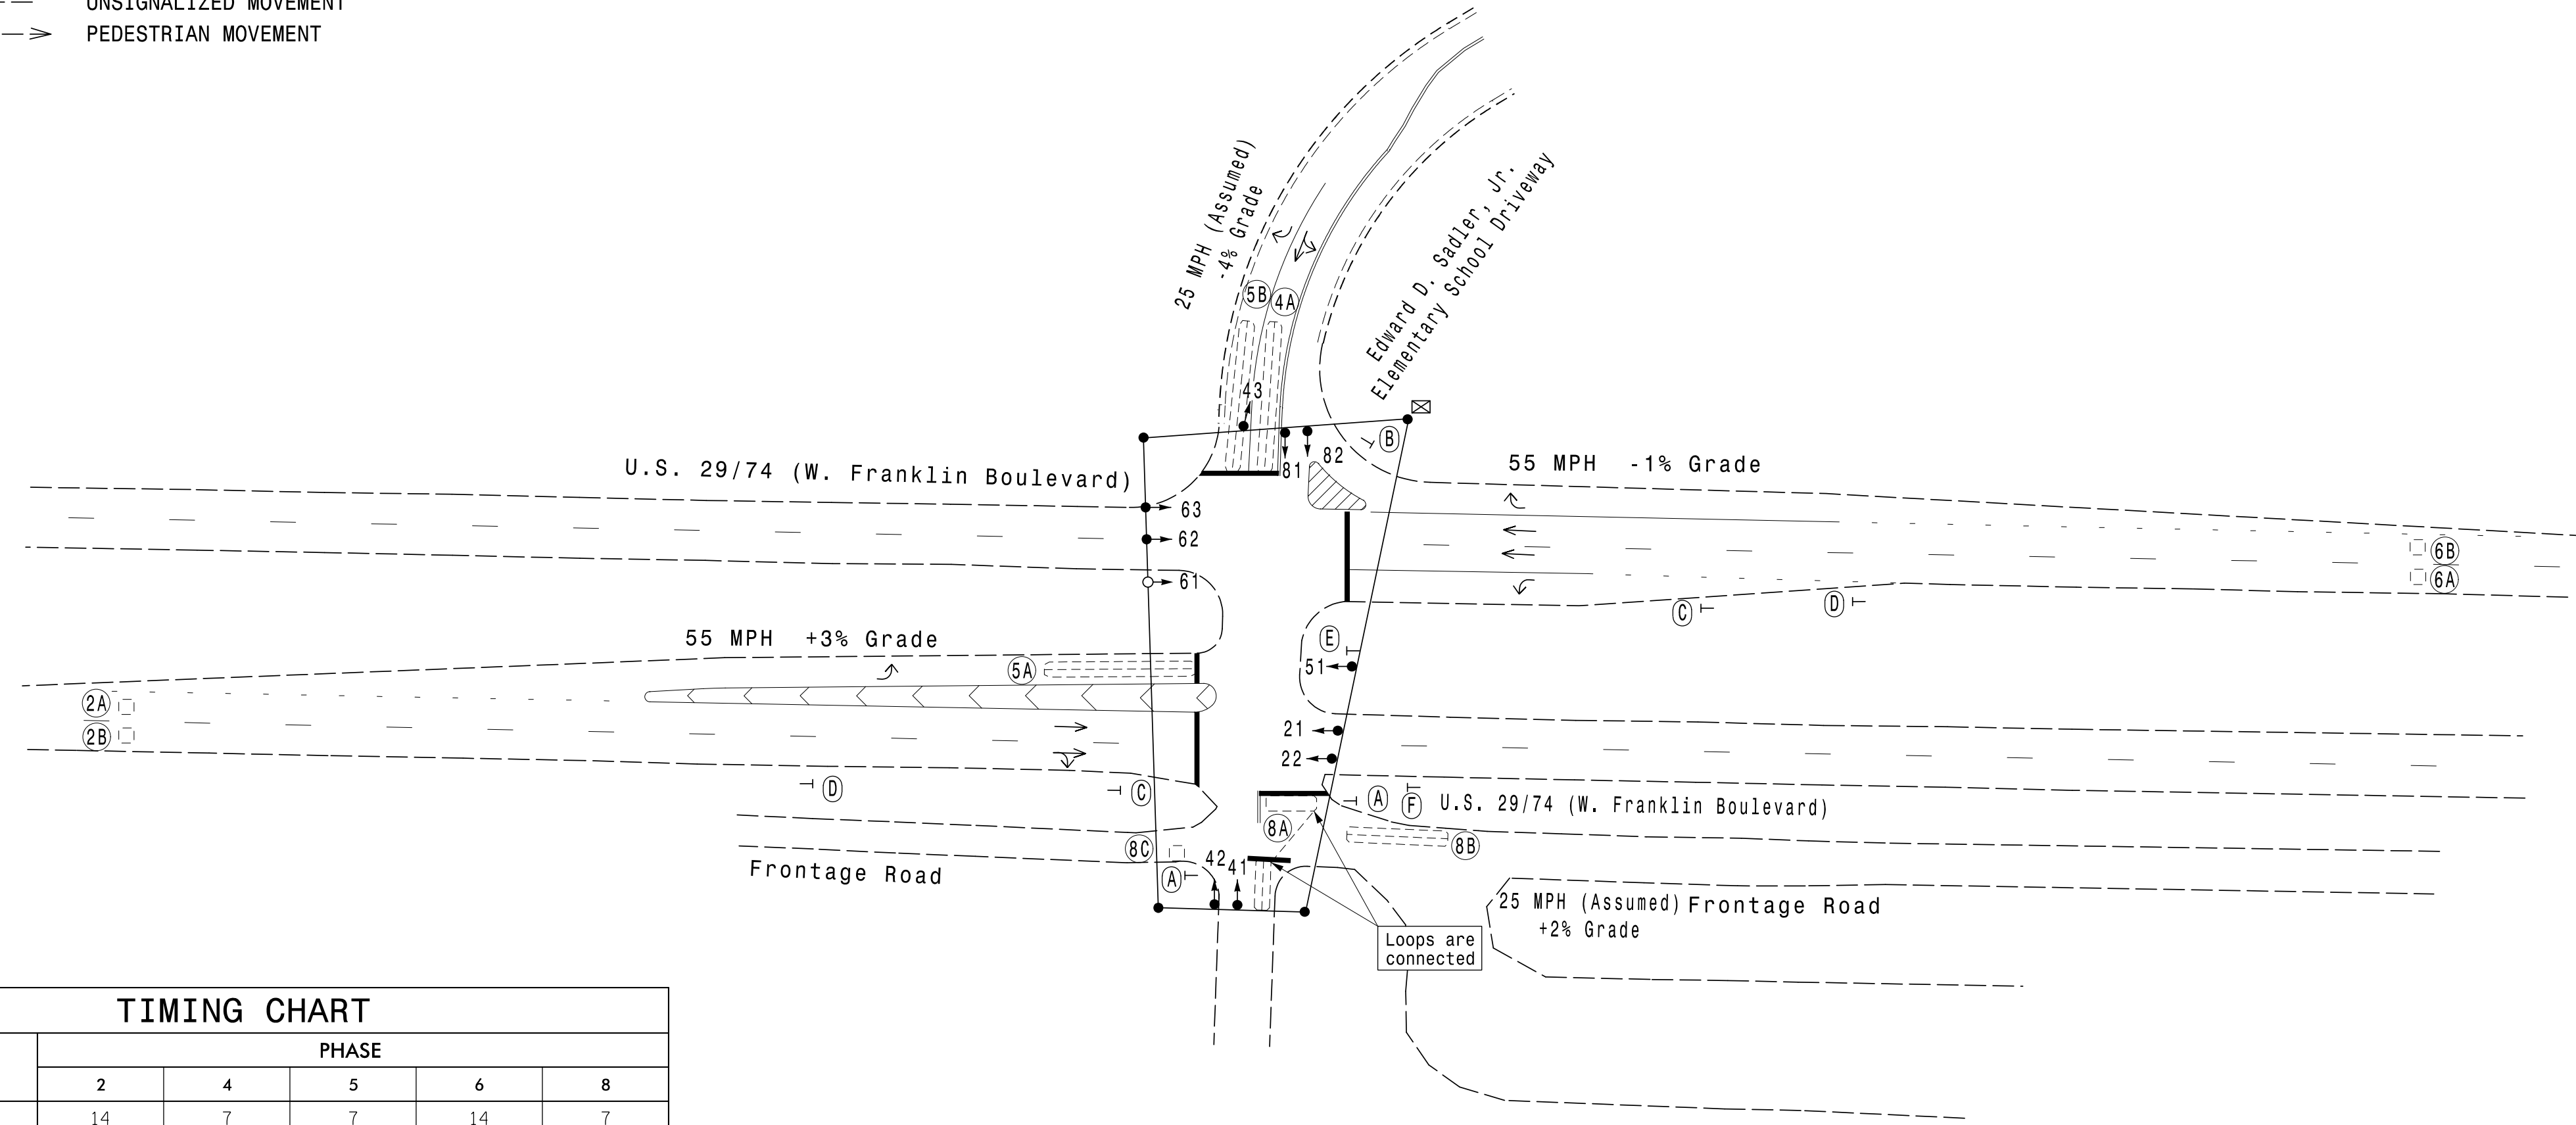 UNSIGNALIZED MOVEMENT
PEDESTRIAN MOVEMENT
25 MPH (Assumed)
-4% Grade
Edward D. Sadler, Jr.
Elementary School Driveway
5B
4A
43
81
82
B
U.S. 29/74 (W. Franklin Boulevard)
55 MPH -1% Grade
63
62
61
6B
6A
C
D
55 MPH +3% Grade
5A
E
51
2A
2B
21
22
D
C
A
F
U.S. 29/74 (W. Franklin Boulevard)
8A
8B
8C
42
41
A
Frontage Road
25 MPH (Assumed)
+2% Grade
Frontage Road
Loops are
connected
TIMING CHART
PHASE
2 4 5 6 8
14 7 7 14 7